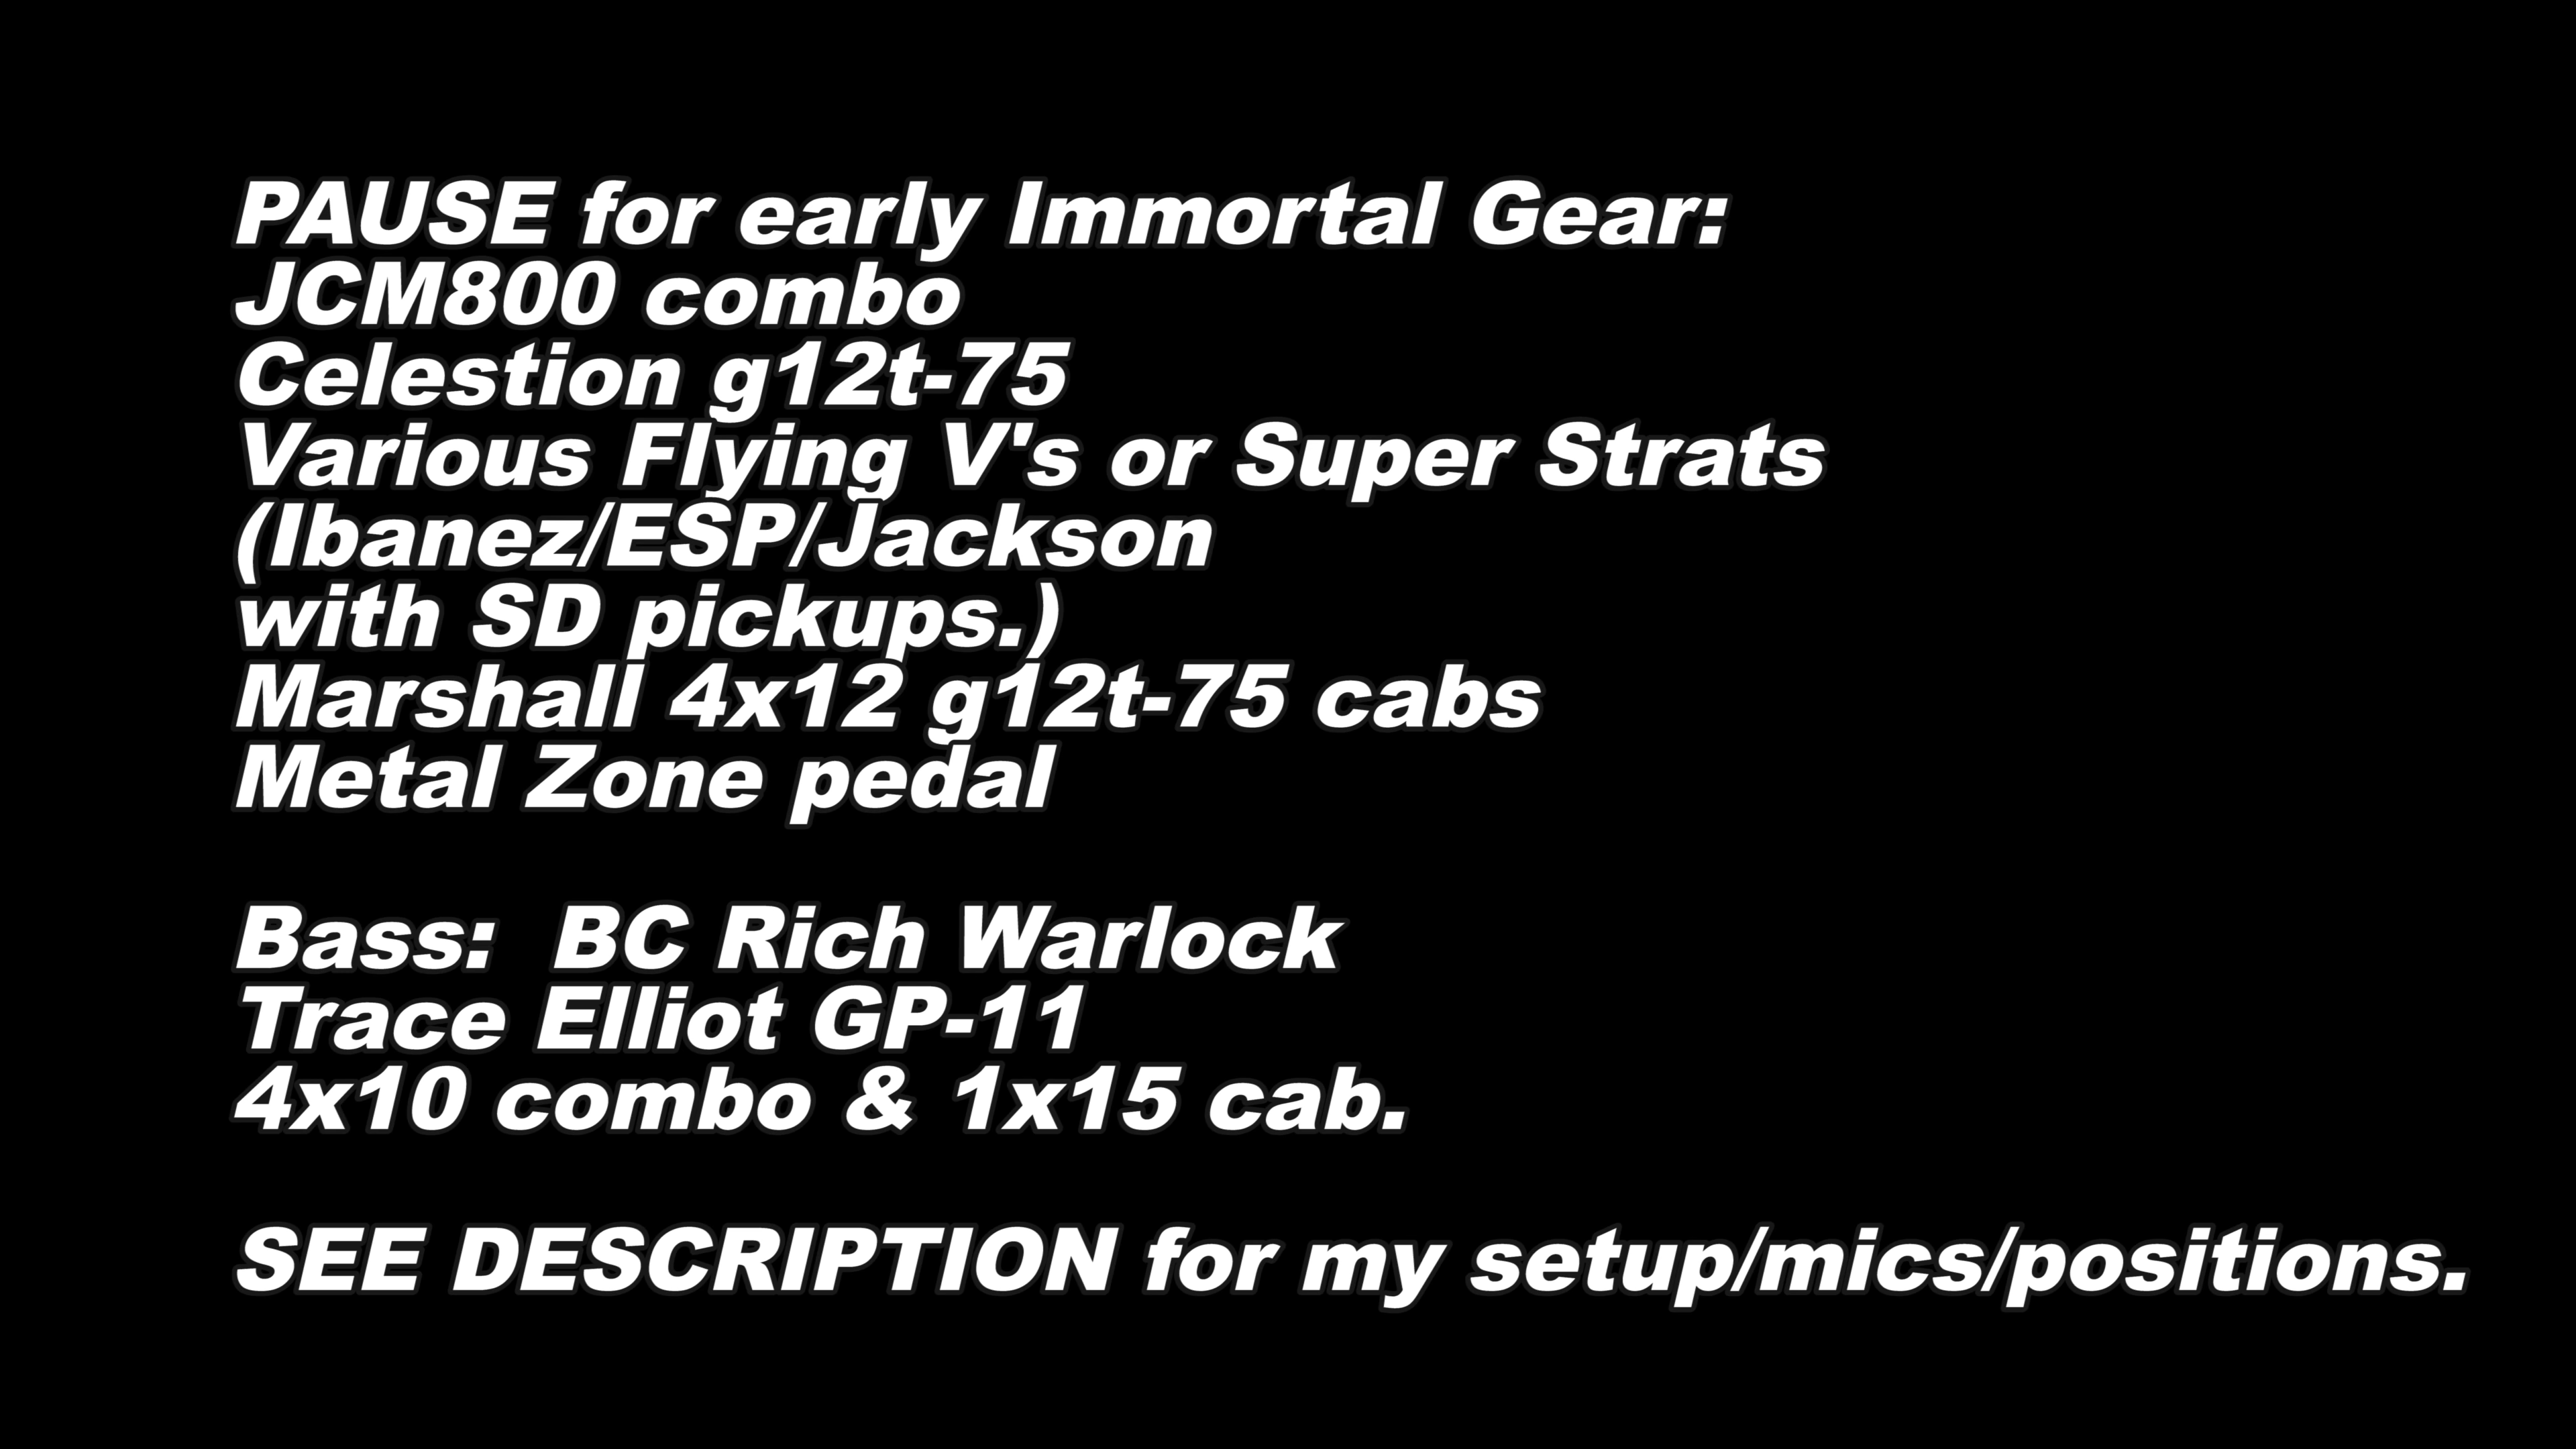 PAUSE for early Immortal Gear:
JCM800 combo
Celestion g12t-75
Various Flying V's or Super Strats
(Ibanez/ESP/Jackson
with SD pickups.)
Marshall 4x12 g12t-75 cabs
Metal Zone pedal
Bass:  BC Rich Warlock
Trace Elliot GP-11
4x10 combo & 1x15 cab.
SEE DESCRIPTION for my setup/mics/positions.